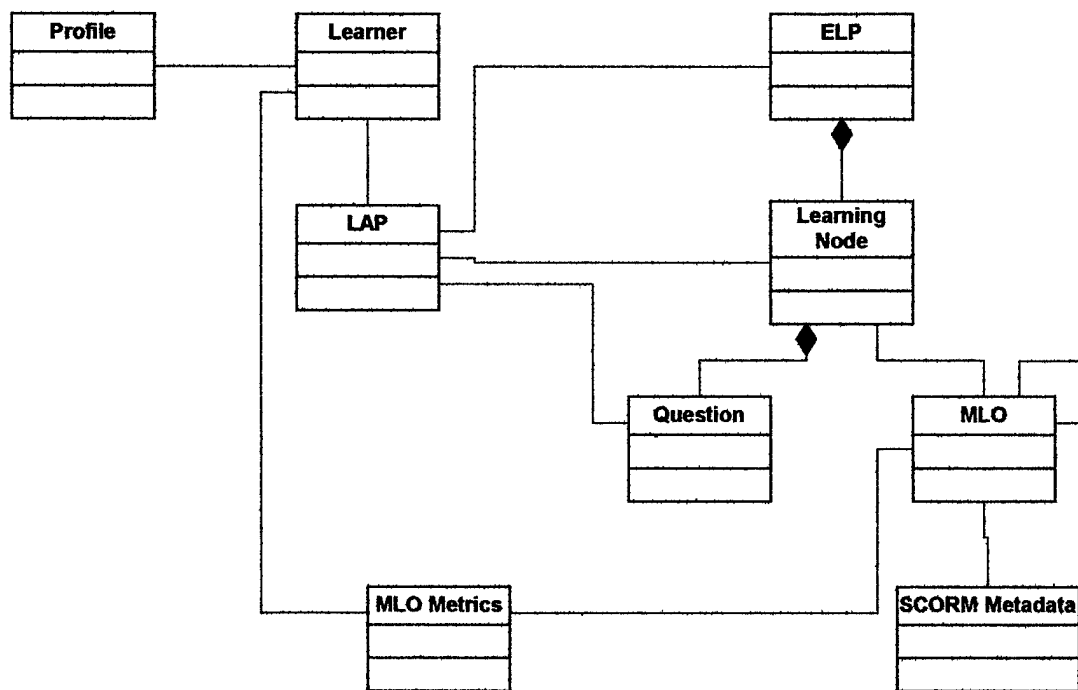 Profile
Learner
ELP
LAP
Learning
Node
Question
MLO
MLO Metrics
SCORM Metadata